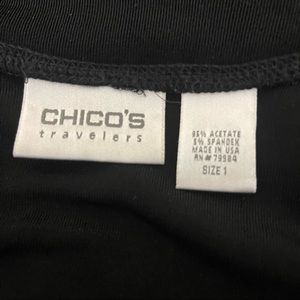 CHICO'S
travelers
95% ACETATE
5% SPANDEX
MADE IN USA
RN# 79984
SIZE 1